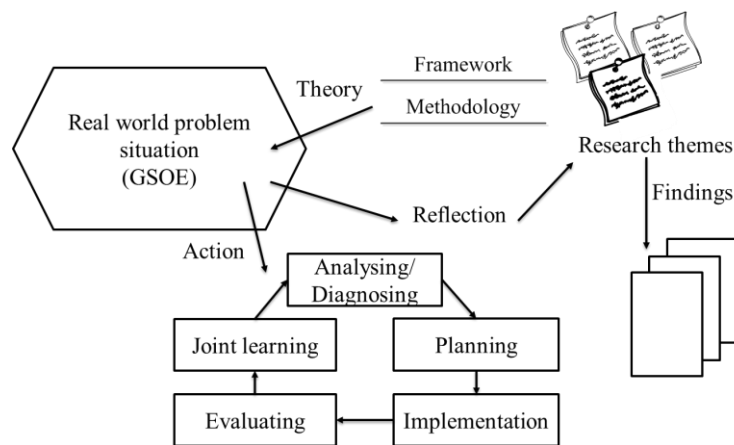 Framework
Theory
Methodology
Real world problem
situation
(GSOE)
Research themes
Findings
Reflection
Action
Analysing/
Diagnosing
Joint learning
Planning
Evaluating
Implementation